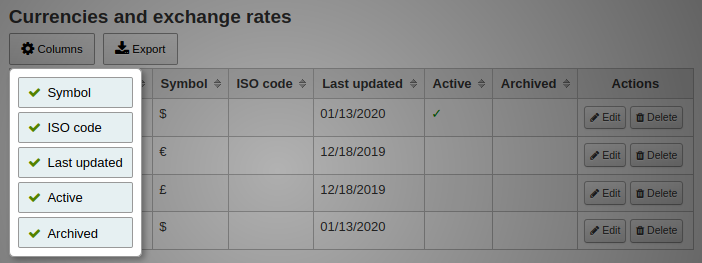 Currencies and exchange rates
Columns Export
Symbol ISO code Last updated Active Archived Actions
Symbol
ISO code
Last updated
Active
Archived
$ 01/13/2020 ✓ Edit Delete
€ 12/18/2019 Edit Delete
£ 12/18/2019 Edit Delete
$ 01/13/2020 Edit Delete